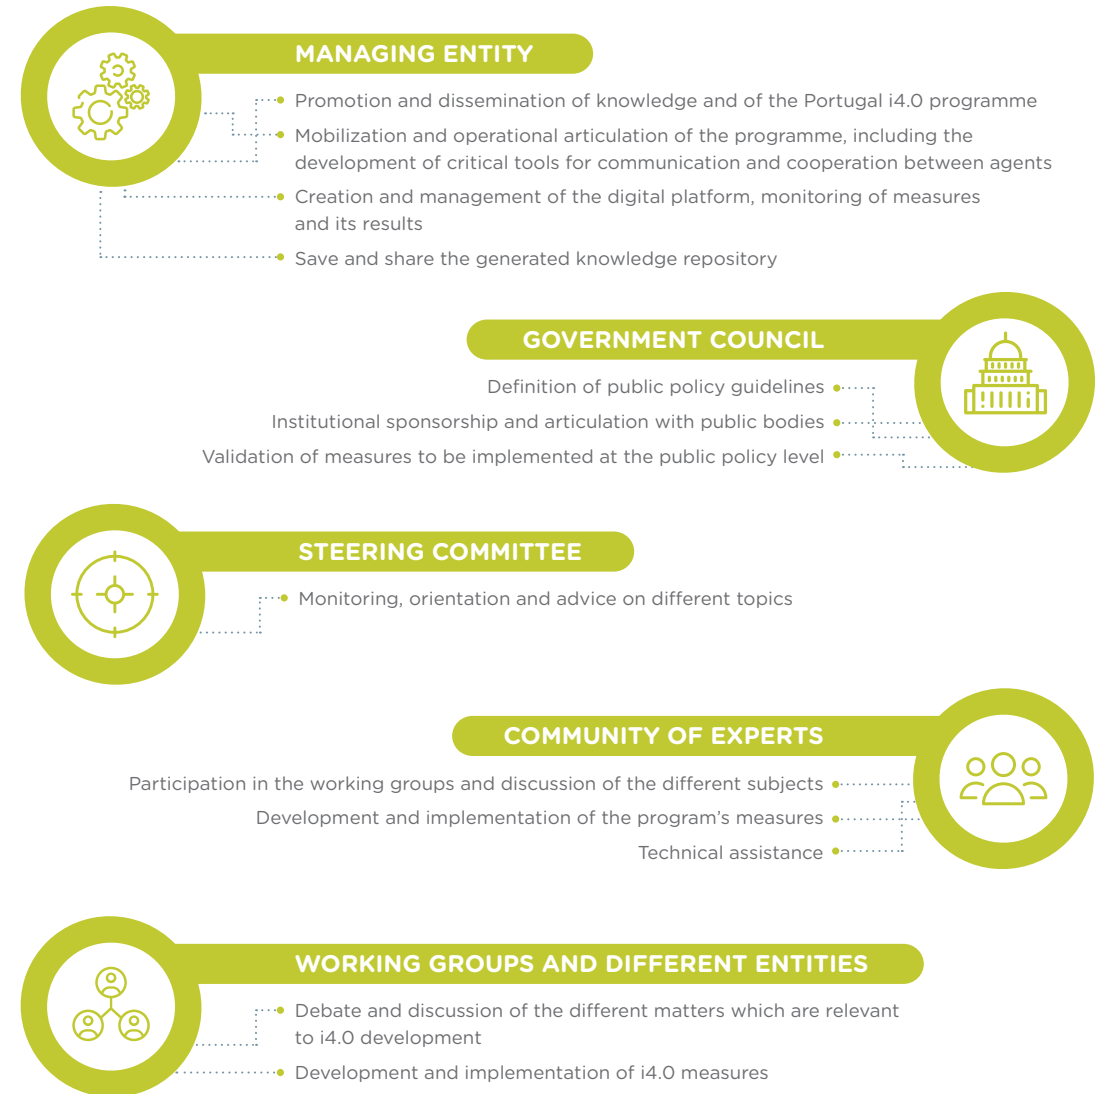 MANAGING ENTITY
Promotion and dissemination of knowledge and of the Portugal i4.0 programme
Mobilization and operational articulation of the programme, including the
development of critical tools for communication and cooperation between agents
Creation and management of the digital platform, monitoring of measures
and its results
Save and share the generated knowledge repository
GOVERNMENT COUNCIL
Definition of public policy guidelines
Institutional sponsorship and articulation with public bodies
Validation of measures to be implemented at the public policy level
STEERING COMMITTEE
Monitoring, orientation and advice on different topics
COMMUNITY OF EXPERTS
Participation in the working groups and discussion of the different subjects
Development and implementation of the program’s measures
Technical assistance
WORKING GROUPS AND DIFFERENT ENTITIES
Debate and discussion of the different matters which are relevant
to i4.0 development
Development and implementation of i4.0 measures